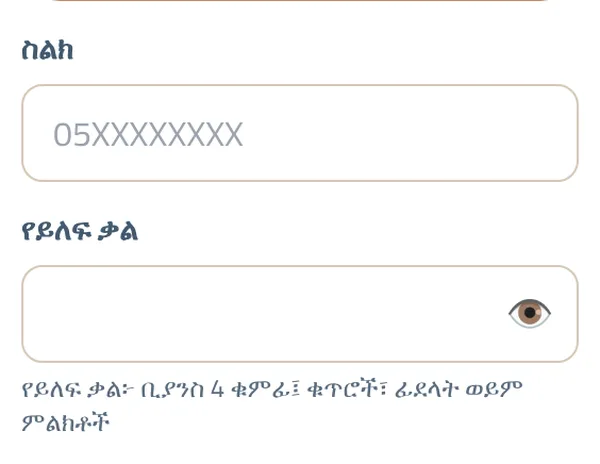 ስልክ
05XXXXXXXX
የይለፍ ቃል
የይለፍ ቃል፦ ቢያንስ 4 ቁምፊ፤ ቁጥሮች፣ ፊደላት ወይም
ምልክቶች